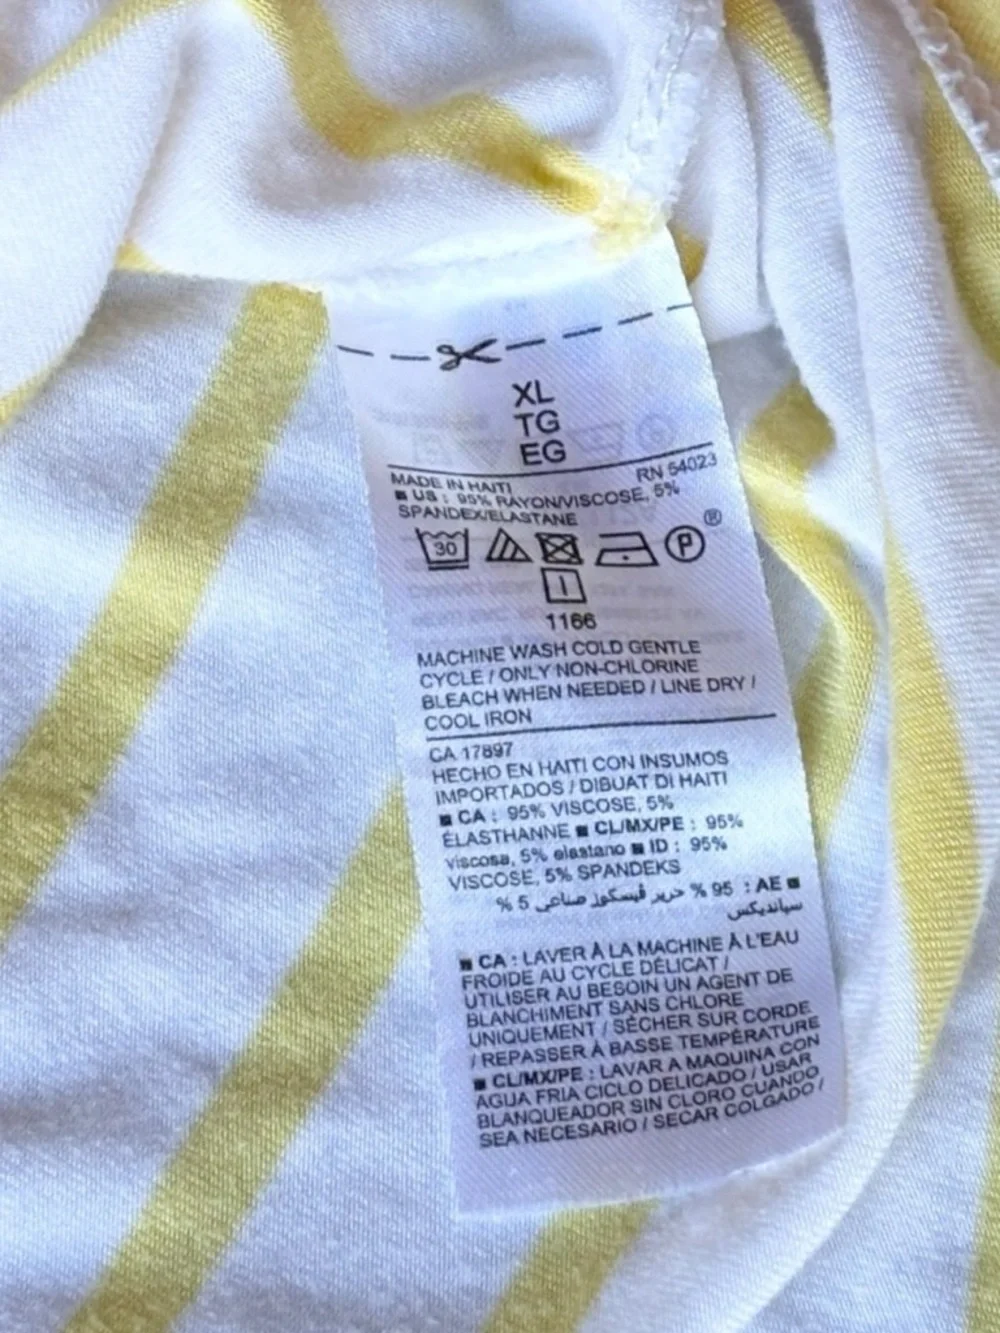 XL
TG
EG
MADE IN HAITI RN 54023
■ US : 95% RAYON/VISCOSE, 5%
SPANDEX/ELASTANE
30 P ®
I
1166
MACHINE WASH COLD GENTLE
CYCLE / ONLY NON-CHLORINE
BLEACH WHEN NEEDED / LINE DRY /
COOL IRON
CA 17897
HECHO EN HAITI CON INSUMOS
IMPORTADOS / DIBUAT DI HAITI
■ CA : 95% VISCOSE, 5%
ÉLASTHANNE ■ CL/MX/PE : 95%
viscosa, 5% elastano ■ ID : 95%
VISCOSE, 5% SPANDEKS
■ AE : 95 % حرير ڤيسكوز صناعي 5 %
سپانديكس
■ CA : LAVER À LA MACHINE À L'EAU
FROIDE AU CYCLE DÉLICAT /
UTILISER AU BESOIN UN AGENT DE
BLANCHIMENT SANS CHLORE
UNIQUEMENT / SÉCHER SUR CORDE
/ REPASSER À BASSE TEMPÉRATURE
■ CL/MX/PE : LAVAR A MAQUINA CON
AGUA FRIA CICLO DELICADO / USAR
BLANQUEADOR SIN CLORO CUANDO
SEA NECESARIO / SECAR COLGADO /